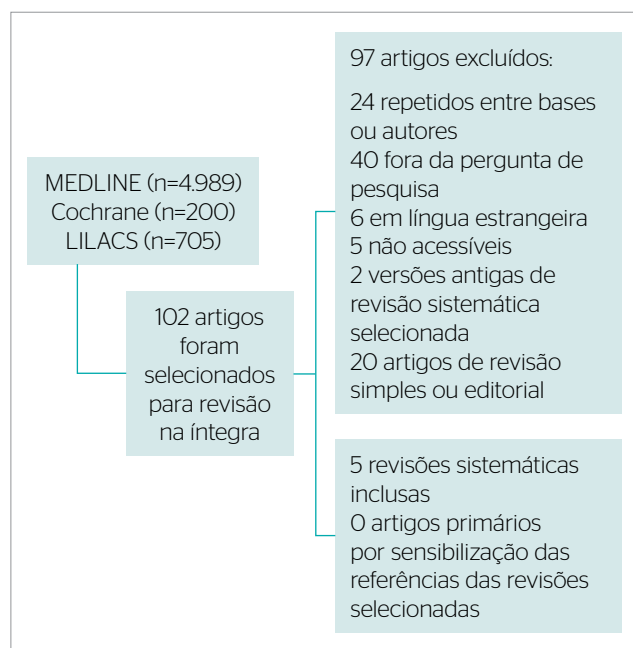 MEDLINE (n=4.989)
Cochrane (n=200)
LILACS (n=705)
102 artigos
foram
selecionados
para revisão
na íntegra
97 artigos excluídos:
24 repetidos entre bases
ou autores
40 fora da pergunta de
pesquisa
6 em língua estrangeira
5 não acessíveis
2 versões antigas de
revisão sistemática
selecionada
20 artigos de revisão
simples ou editorial
5 revisões sistemáticas
inclusas
0 artigos primários
por sensibilização das
referências das revisões
selecionadas